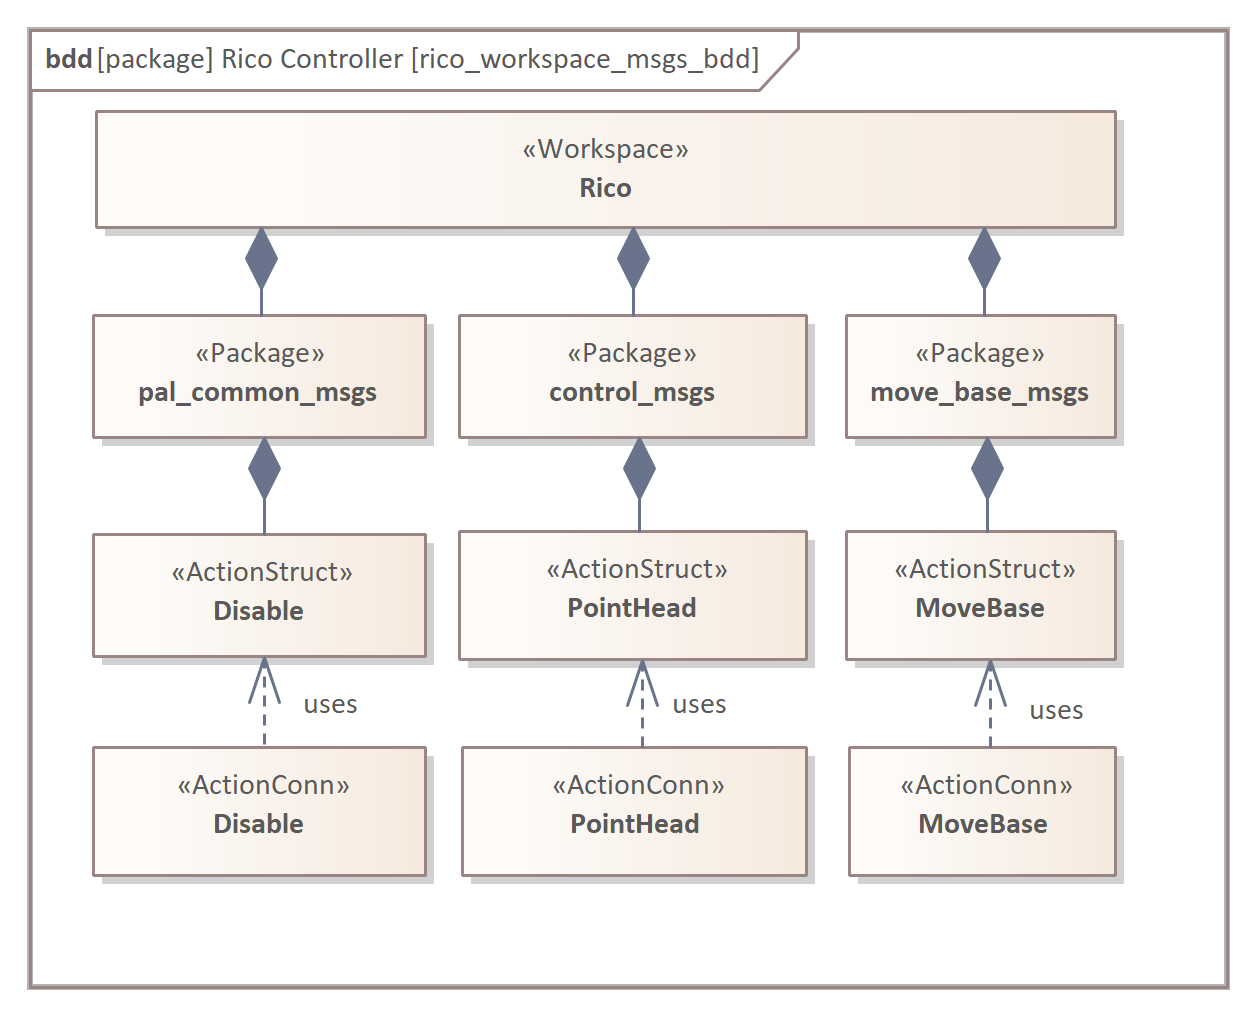 bdd [package] Rico Controller [rico_workspace_msgs_bdd]
«Workspace»
Rico
«Package»
pal_common_msgs
«Package»
control_msgs
«Package»
move_base_msgs
«ActionStruct»
Disable
«ActionStruct»
PointHead
«ActionStruct»
MoveBase
uses
uses
uses
«ActionConn»
Disable
«ActionConn»
PointHead
«ActionConn»
MoveBase